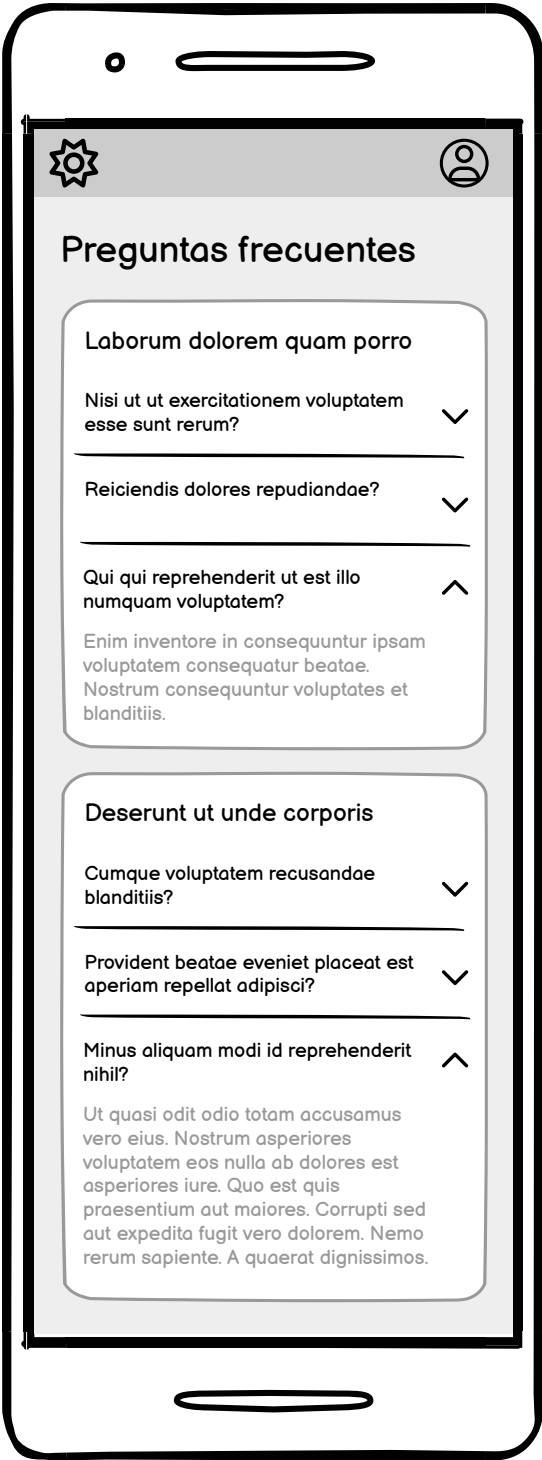 Preguntas frecuentes
Laborum dolorem quam porro
Nisi ut ut exercitationem voluptatem
esse sunt rerum?
Reiciendis dolores repudiandae?
Qui qui reprehenderit ut est illo
numquam voluptatem?
Enim inventore in consequuntur ipsam
voluptatem consequatur beatae.
Nostrum consequuntur voluptates et
blanditiis.
Deserunt ut unde corporis
Cumque voluptatem recusandae
blanditiis?
Provident beatae eveniet placeat est
aperiam repellat adipisci?
Minus aliquam modi id reprehenderit
nihil?
Ut quasi odit odio totam accusamus
vero eius. Nostrum asperiores
voluptatem eos nulla ab dolores est
asperiores iure. Quo est quis
praesentium aut maiores. Corrupti sed
aut expedita fugit vero dolorem. Nemo
rerum sapiente. A quaerat dignissimos.